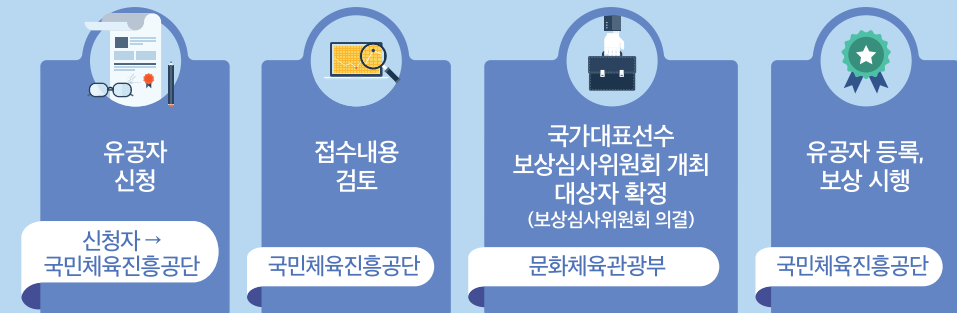 유공자
신청
신청자 →
국민체육진흥공단
접수내용
검토
국민체육진흥공단
국가대표선수
보상심사위원회 개최
대상자 확정
(보상심사위원회 의결)
문화체육관광부
유공자 등록,
보상 시행
국민체육진흥공단